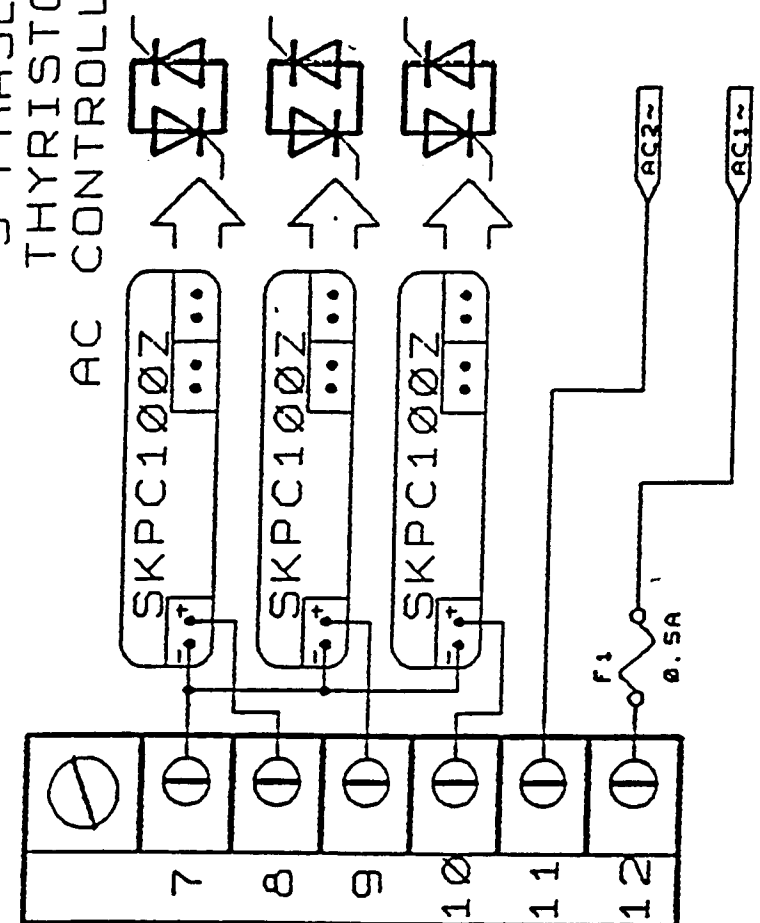 THYRISTO
AC CONTROLL
SKPC100Z
- +
SKPC100Z
- +
SKPC100Z
- +
AC2~
AC1~
F1
0.5A
7
8
9
10
11
12